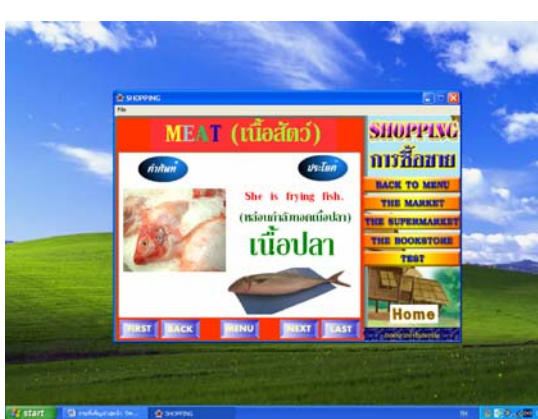 SHOPPING
File
MEAT (เนื้อสัตว์)
คำศัพท์
ประโยค
She is frying fish.
(หล่อนกำลังทอดเนื้อปลา)
เนื้อปลา
FIRST
BACK
MENU
NEXT
LAST
SHOPPING
การซื้อขาย
BACK TO MENU
THE MARKET
THE SUPERMARKET
THE BOOKSTORE
TEST
Home
start
SHOPPING
TH